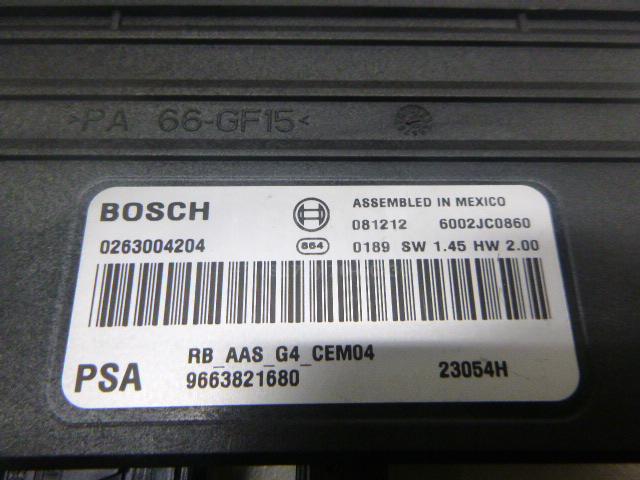 >PA 66-GF15<
BOSCH
ASSEMBLED IN MEXICO
081212 6002JC0860
0263004204
864
0189 SW 1.45 HW 2.00
RB_AAS_G4_CEM04
PSA
9663821680
23054H